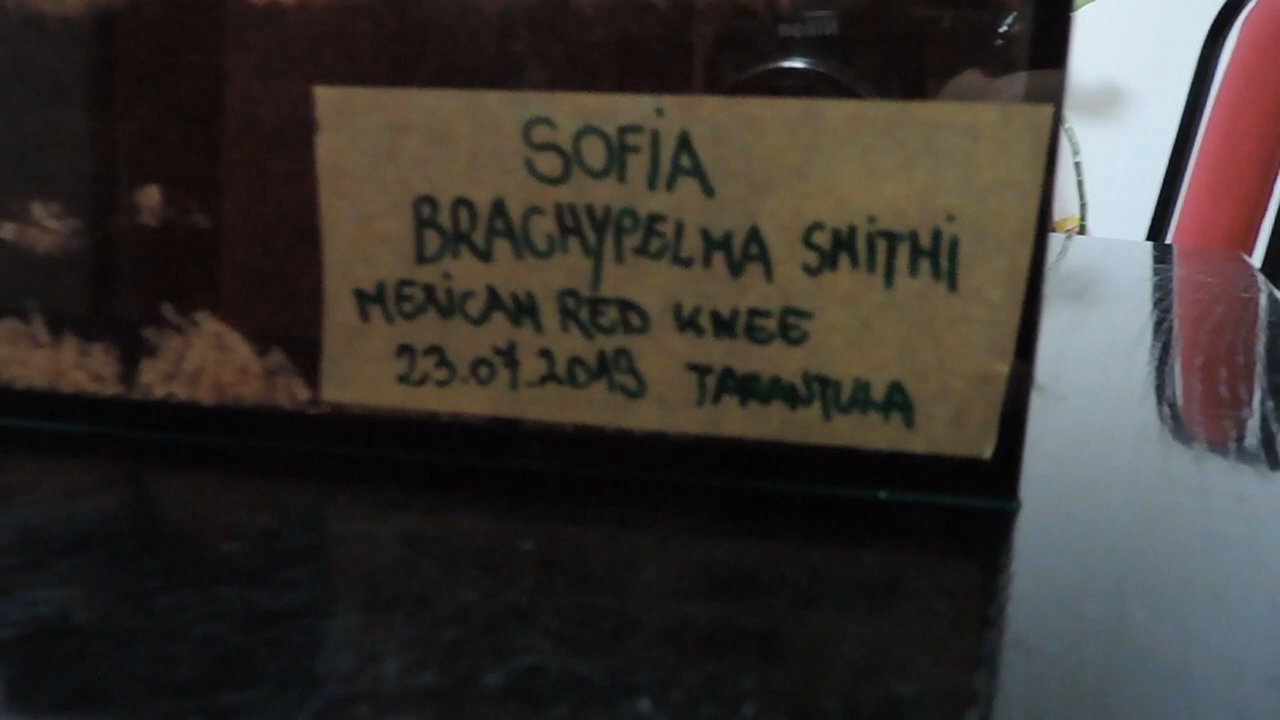 SOFiA
BRACHYPELMA SMiTHi
MEXiCAN RED KNEE
23.07.2019 TARANTULA